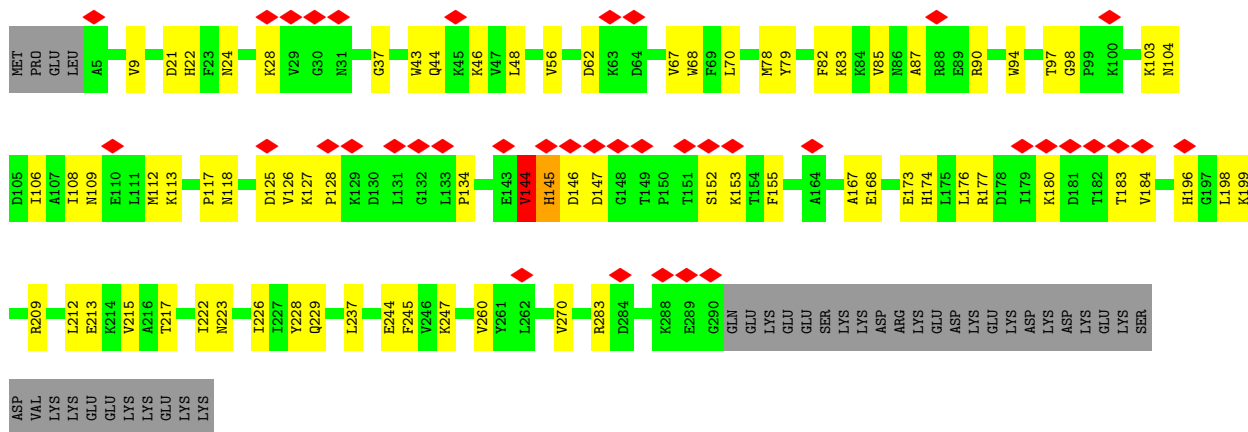 MET PRO GLU LEU A5 V9 D21 H22 F23 N24 K28 V29 G30 N31 G37 W43 Q44 K45 K46 V47 L48 V56 D62 K63 D64 V67 W68 F69 L70 M78 Y79 F82 K83 K84 V85 N86 A87 R88 E89 R90 W94 T97 G98 P99 K100 K103 N104
D105 I106 A107 I108 N109 E110 L111 M112 K113 P117 N118 D125 V126 K127 P128 K129 D130 L131 G132 L133 P134 E143 V144 H145 D146 D147 G148 T149 P150 T151 S152 K153 T154 F155 A164 A167 E168 E173 H174 L175 L176 R177 D178 I179 K180 D181 T182 T183 V184 H196 G197 L198 K199
R209 L212 E213 K214 V215 A216 T217 I222 N223 I226 I227 Y228 Q229 L237 E244 F245 V246 K247 V260 Y261 L262 V270 R283 D284 K288 E289 G290 GLN GLU LYS GLU GLU SER LYS LYS ASP ARG LYS GLU ASP LYS GLU LYS ASP LYS ASP LYS GLU LYS SER
ASP VAL LYS LYS GLU GLU LYS LYS GLU LYS LYS